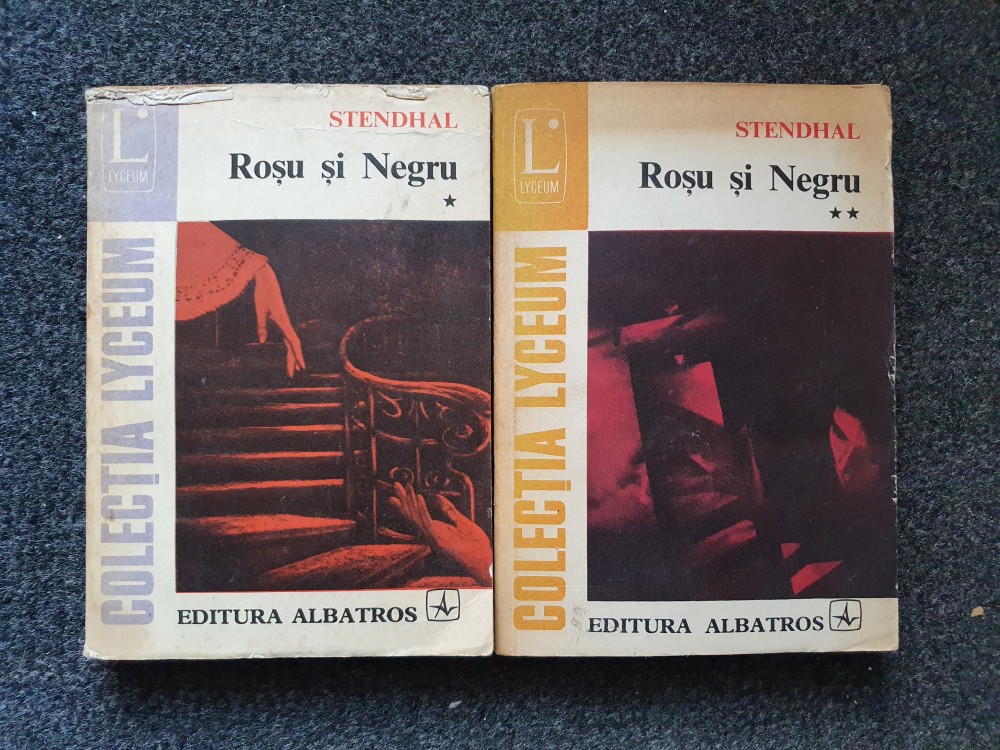 L
LYCEUM
STENDHAL
Roșu și Negru
★
COLECȚIA LYCEUM
EDITURA ALBATROS
L
LYCEUM
STENDHAL
Roșu și Negru
★★
COLECȚIA LYCEUM
EDITURA ALBATROS